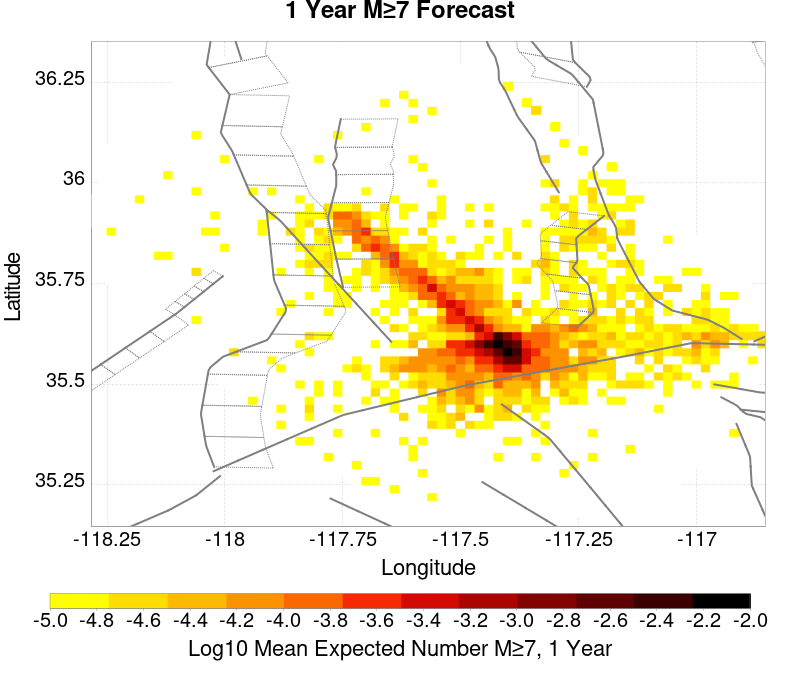 1 Year M≥7 Forecast
36.25
36
35.75
35.5
35.25
Latitude
-118.25 -118 -117.75 -117.5 -117.25 -117
Longitude
-5.0 -4.8 -4.6 -4.4 -4.2 -4.0 -3.8 -3.6 -3.4 -3.2 -3.0 -2.8 -2.6 -2.4 -2.2 -2.0
Log10 Mean Expected Number M≥7, 1 Year